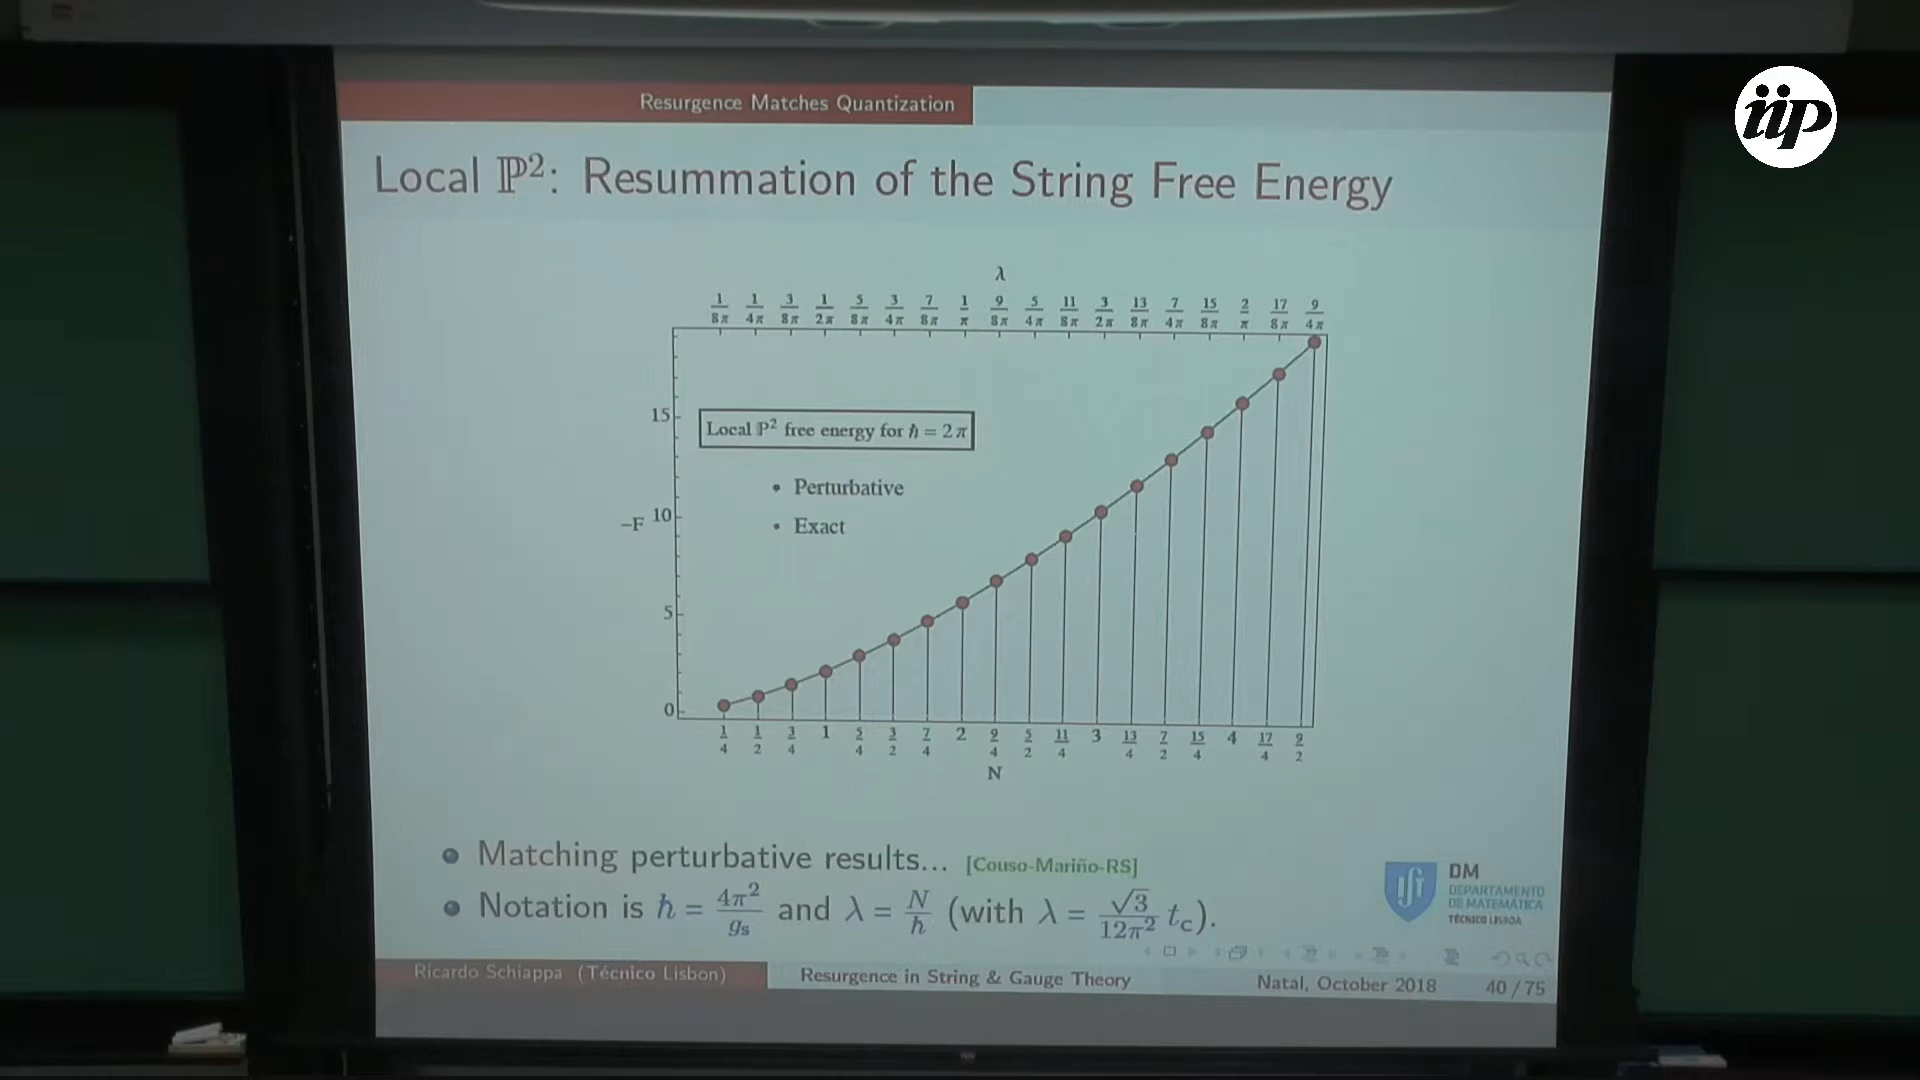 iip
Resurgence Matches Quantization
Local ℙ²: Resummation of the String Free Energy
λ
1/8π 1/4π 3/8π 1/2π 5/8π 3/4π 7/8π 1/π 9/8π 5/4π 11/8π 3/2π 13/8π 7/4π 15/8π 2/π 17/8π 9/4π
15
Local ℙ² free energy for ℏ = 2π
• Perturbative
-F 10
• Exact
5
0
1/4 1/2 3/4 1 5/4 3/2 7/4 2 9/4 5/2 11/4 3 13/4 7/2 15/4 4 17/4 9/2
N
Matching perturbative results... [Couso-Mariño-RS]
Notation is ℏ = 4π²/gs and λ = N/ℏ (with λ = √3/12π² tc).
DM
DEPARTAMENTO
DE MATEMÁTICA
TÉCNICO LISBOA
Ricardo Schiappa (Técnico Lisbon) Resurgence in String & Gauge Theory Natal, October 2018 40 / 75